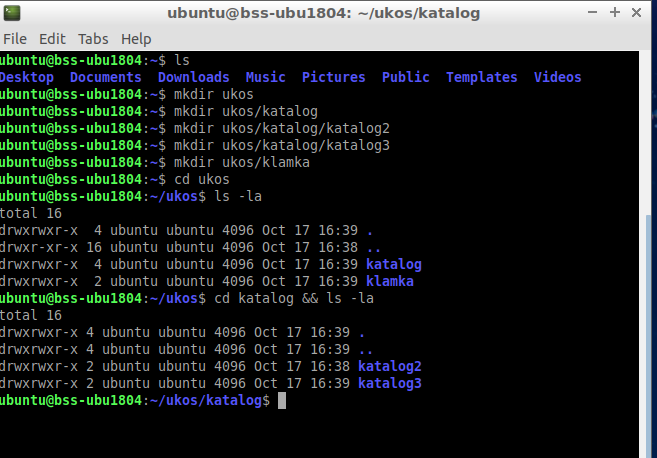 ubuntu@bss-ubu1804: ~/ukos/katalog
File Edit Tabs Help
ubuntu@bss-ubu1804:~$ ls
Desktop  Documents  Downloads  Music  Pictures  Public  Templates  Videos
ubuntu@bss-ubu1804:~$ mkdir ukos
ubuntu@bss-ubu1804:~$ mkdir ukos/katalog
ubuntu@bss-ubu1804:~$ mkdir ukos/katalog/katalog2
ubuntu@bss-ubu1804:~$ mkdir ukos/katalog/katalog3
ubuntu@bss-ubu1804:~$ mkdir ukos/klamka
ubuntu@bss-ubu1804:~$ cd ukos
ubuntu@bss-ubu1804:~/ukos$ ls -la
total 16
drwxrwxr-x  4 ubuntu ubuntu 4096 Oct 17 16:39 .
drwxr-xr-x 16 ubuntu ubuntu 4096 Oct 17 16:38 ..
drwxrwxr-x  4 ubuntu ubuntu 4096 Oct 17 16:39 katalog
drwxrwxr-x  2 ubuntu ubuntu 4096 Oct 17 16:39 klamka
ubuntu@bss-ubu1804:~/ukos$ cd katalog && ls -la
total 16
drwxrwxr-x 4 ubuntu ubuntu 4096 Oct 17 16:39 .
drwxrwxr-x 4 ubuntu ubuntu 4096 Oct 17 16:39 ..
drwxrwxr-x 2 ubuntu ubuntu 4096 Oct 17 16:38 katalog2
drwxrwxr-x 2 ubuntu ubuntu 4096 Oct 17 16:39 katalog3
ubuntu@bss-ubu1804:~/ukos/katalog$